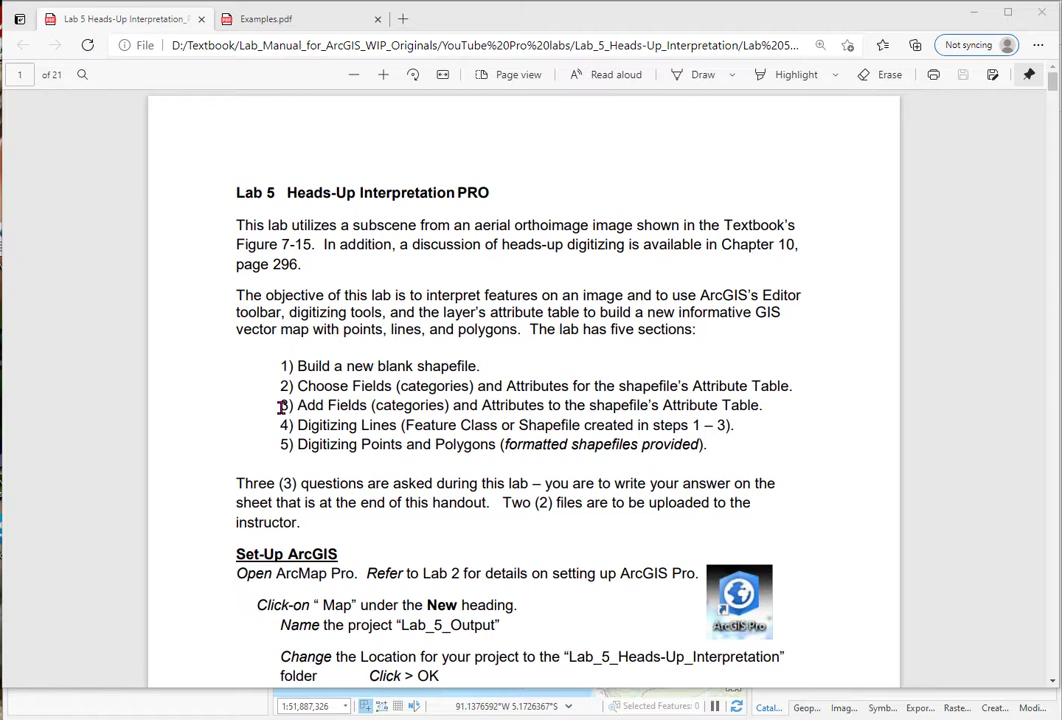 Lab 5 Heads-Up Interpretation_F
Examples.pdf
File D:/Textbook/Lab_Manual_for_ArcGIS_WIP_Originals/YouTube%20Pro%20labs/Lab_5_Heads-Up_Interpretation/Lab%205... Not syncing
1 of 21 Page view Read aloud Draw Highlight Erase
Lab 5 Heads-Up Interpretation PRO
This lab utilizes a subscene from an aerial orthoimage image shown in the Textbook's
Figure 7-15. In addition, a discussion of heads-up digitizing is available in Chapter 10,
page 296.
The objective of this lab is to interpret features on an image and to use ArcGIS's Editor
toolbar, digitizing tools, and the layer's attribute table to build a new informative GIS
vector map with points, lines, and polygons. The lab has five sections:
1) Build a new blank shapefile.
2) Choose Fields (categories) and Attributes for the shapefile's Attribute Table.
3) Add Fields (categories) and Attributes to the shapefile's Attribute Table.
4) Digitizing Lines (Feature Class or Shapefile created in steps 1 – 3).
5) Digitizing Points and Polygons (formatted shapefiles provided).
Three (3) questions are asked during this lab – you are to write your answer on the
sheet that is at the end of this handout. Two (2) files are to be uploaded to the
instructor.
Set-Up ArcGIS
Open ArcMap Pro. Refer to Lab 2 for details on setting up ArcGIS Pro.
Click-on " Map" under the New heading.
Name the project "Lab_5_Output"
ArcGIS Pro
Change the Location for your project to the "Lab_5_Heads-Up_Interpretation"
folder Click > OK
1:51,887,326 91.1376592°W 5.1726367°S Selected Features: 0 Catal... Geop... Imag... Symb... Expor... Raste... Creat... Modi...